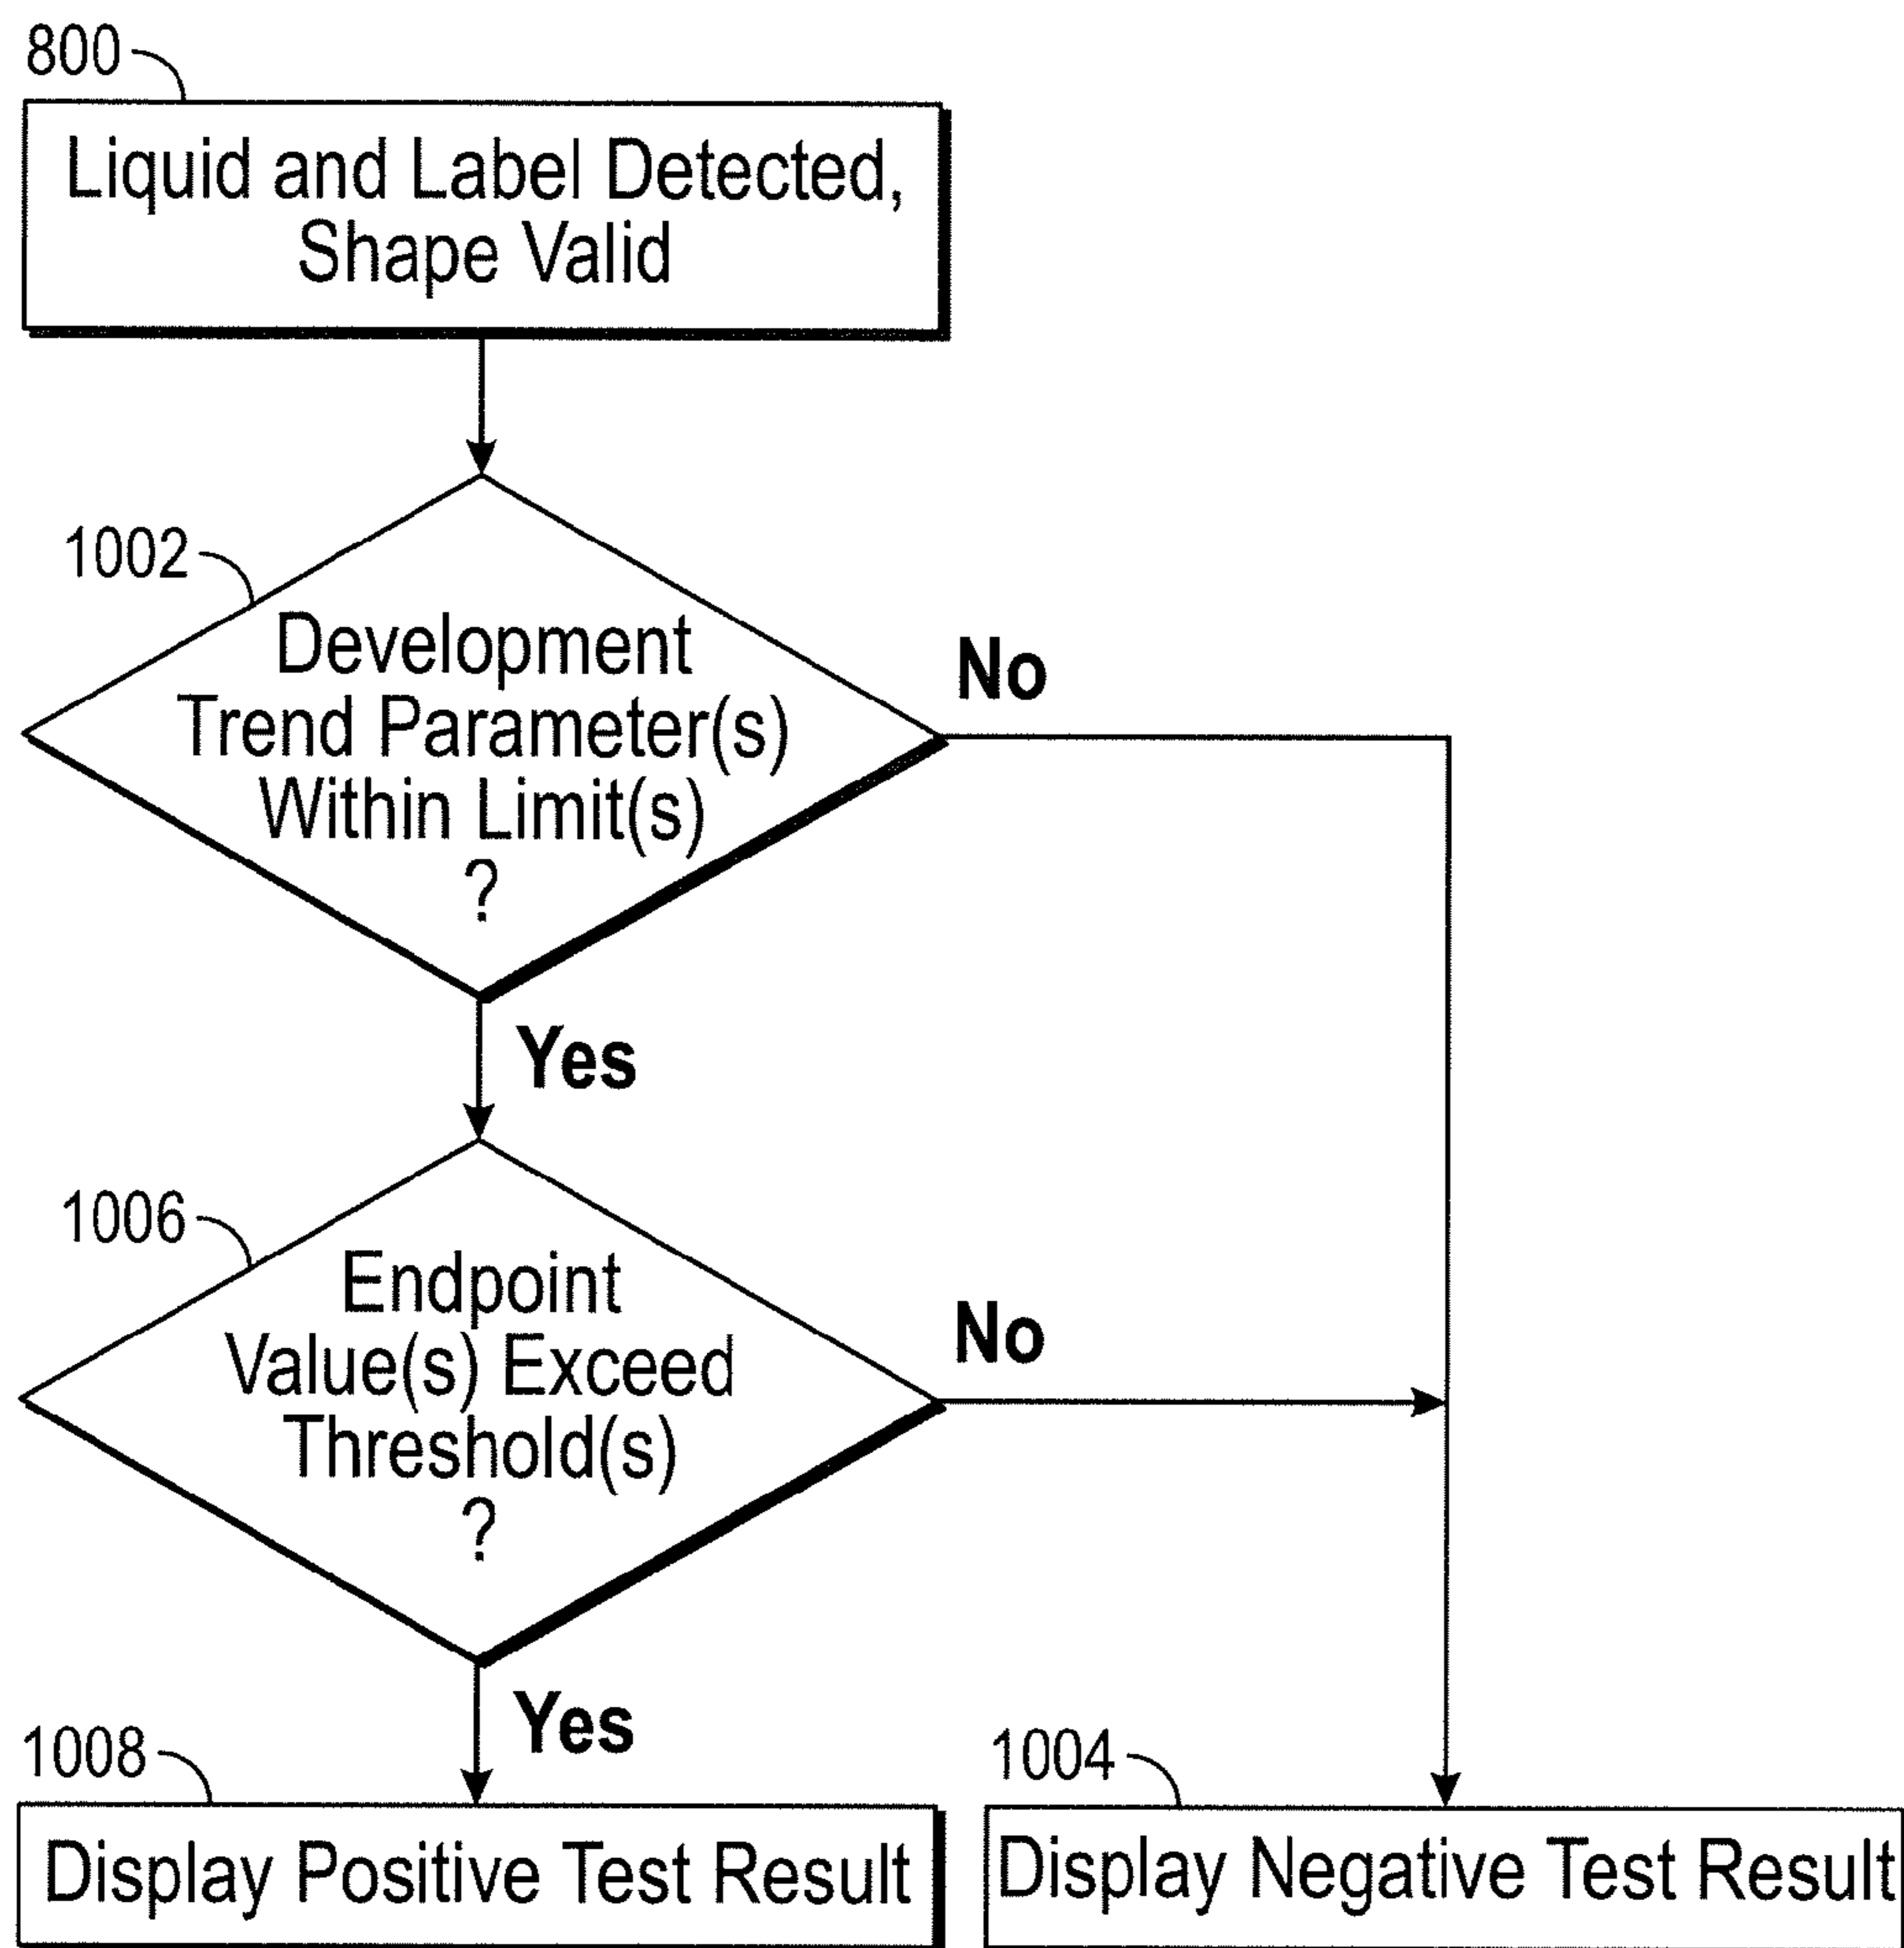 800
Liquid and Label Detected,
Shape Valid
1002
Development
Trend Parameter(s)
Within Limit(s)
?
No
Yes
1006
Endpoint
Value(s) Exceed
Threshold(s)
?
No
Yes
1008
Display Positive Test Result
1004
Display Negative Test Result